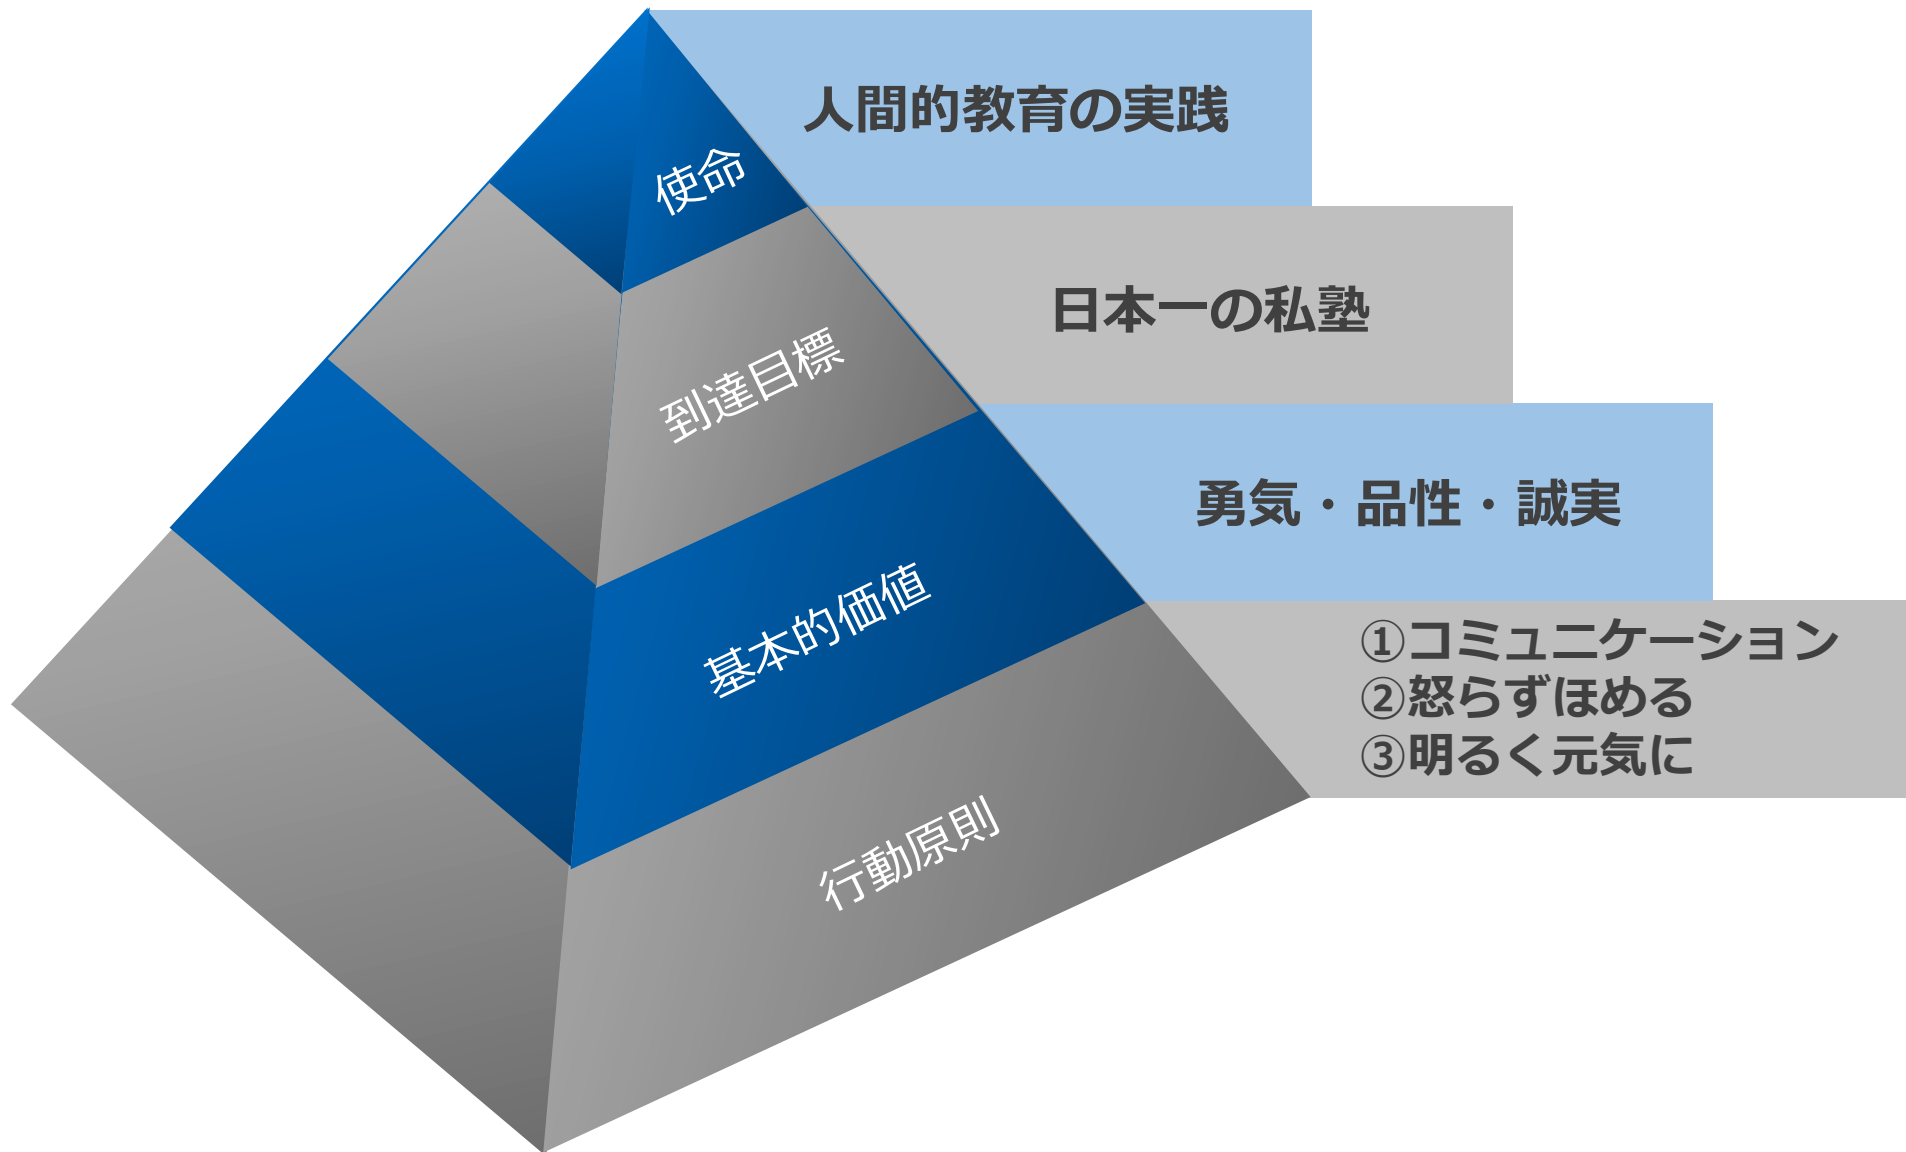 人間的教育の実践
使命
日本一の私塾
到達目標
勇気・品性・誠実
基本的価値
①コミュニケーション
②怒らずほめる
③明るく元気に
行動原則